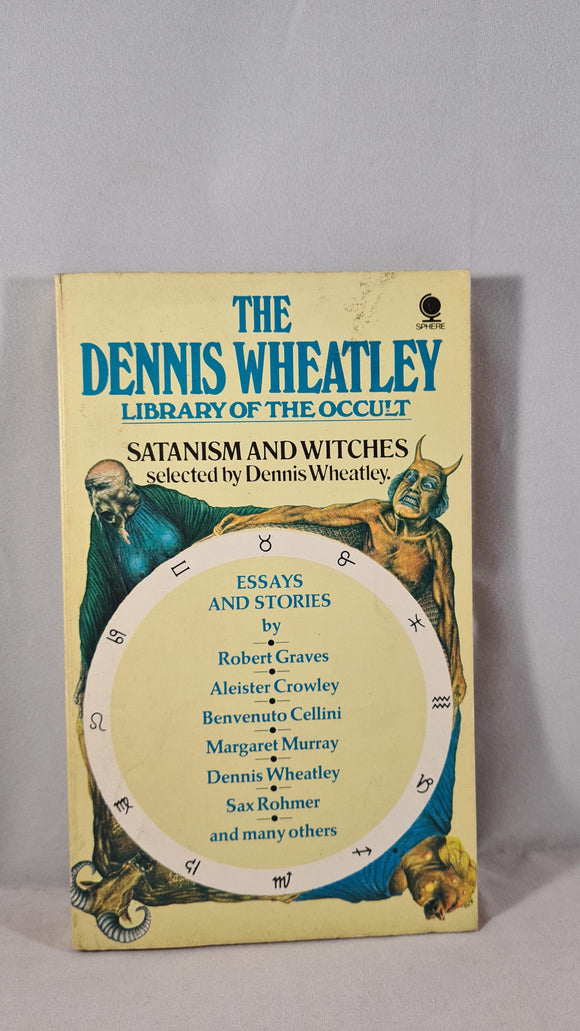 THE
DENNIS WHEATLEY
LIBRARY OF THE OCCULT
SPHERE
SATANISM AND WITCHES
selected by Dennis Wheatley.
ESSAYS
AND STORIES
by
Robert Graves
Aleister Crowley
Benvenuto Cellini
Margaret Murray
Dennis Wheatley
Sax Rohmer
and many others